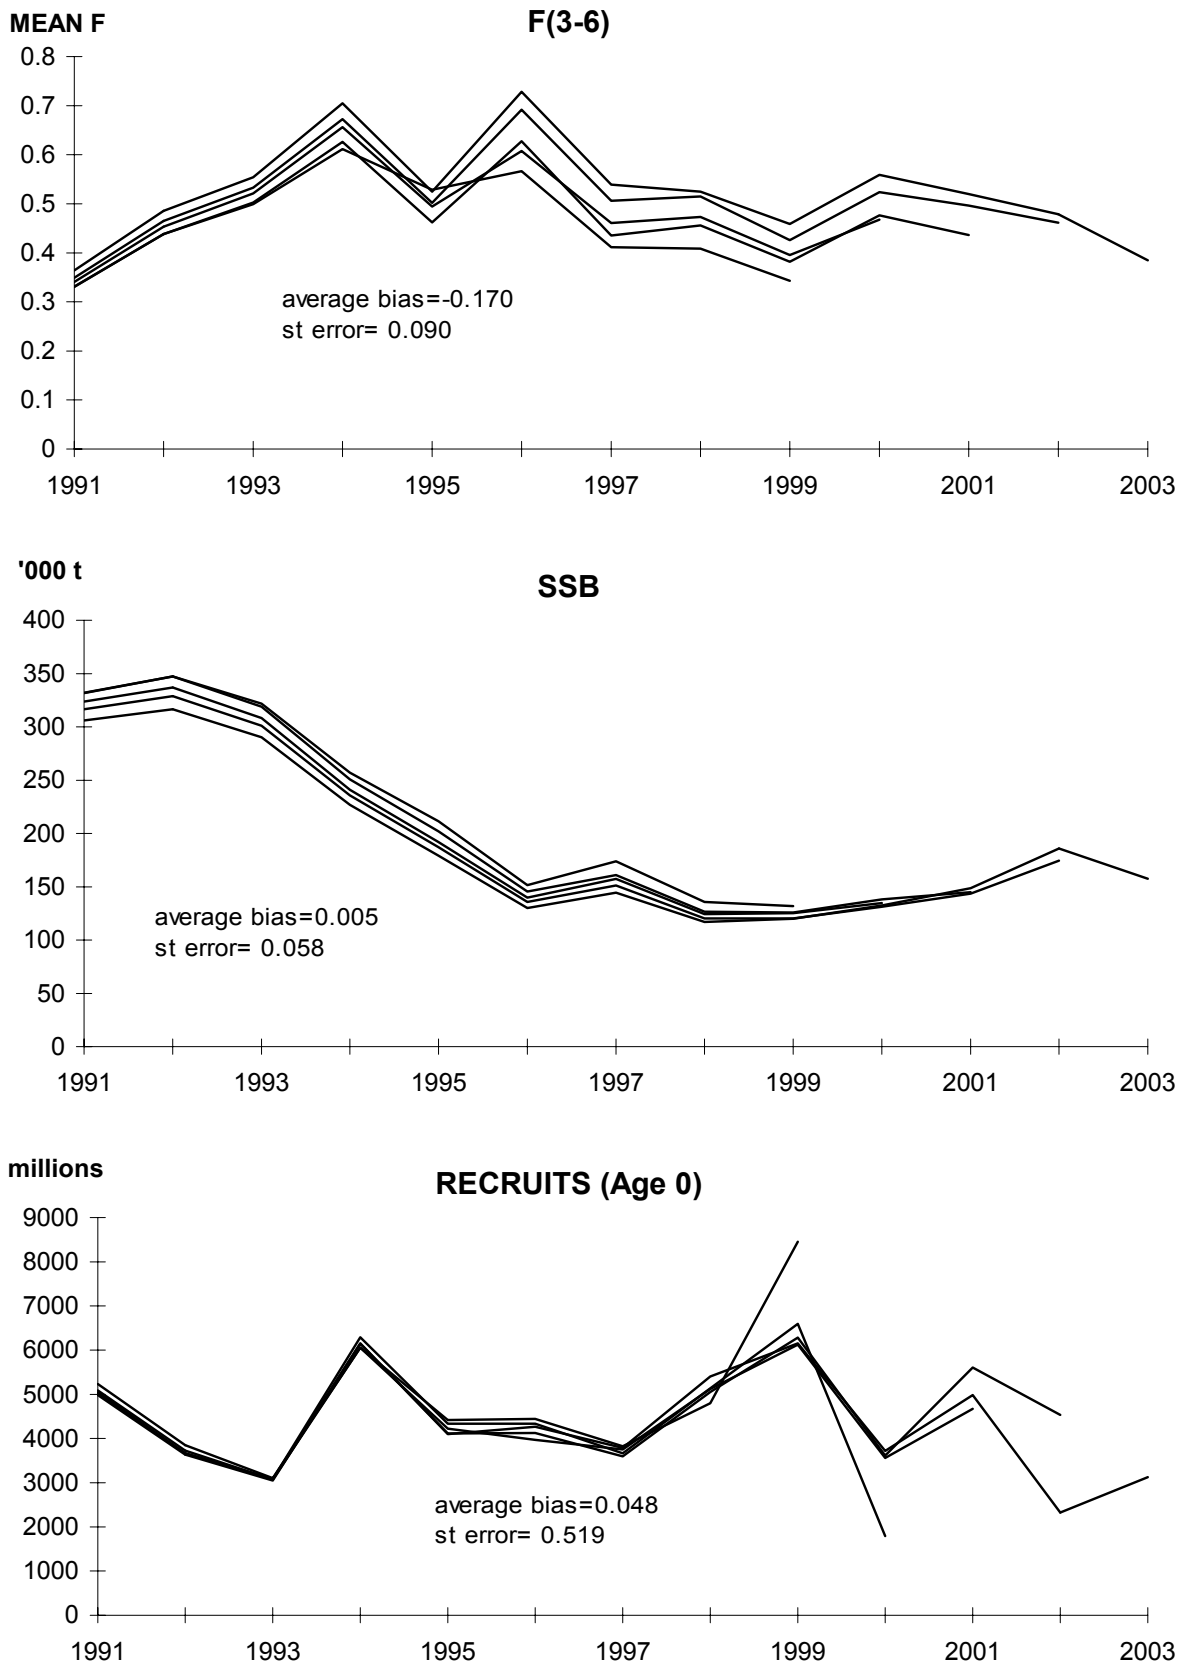 MEAN F
F(3-6)
0.8
0.7
0.6
0.5
0.4
0.3
0.2
0.1
0
average bias=-0.170
st error= 0.090
1991 1993 1995 1997 1999 2001 2003
'000 t
SSB
400
350
300
250
200
150
100
50
0
average bias=0.005
st error= 0.058
1991 1993 1995 1997 1999 2001 2003
millions
RECRUITS (Age 0)
9000
8000
7000
6000
5000
4000
3000
2000
1000
0
average bias=0.048
st error= 0.519
1991 1993 1995 1997 1999 2001 2003